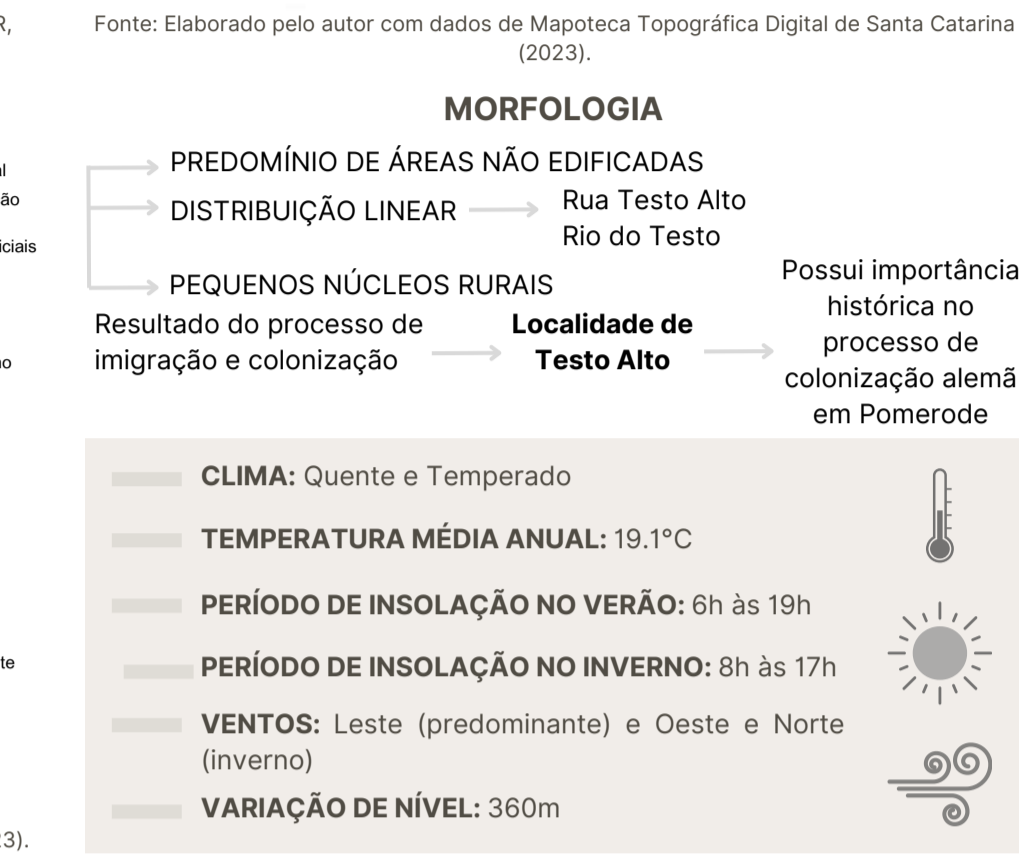 R,
Fonte: Elaborado pelo autor com dados de Mapoteca Topográfica Digital de Santa Catarina
(2023).
MORFOLOGIA
PREDOMÍNIO DE ÁREAS NÃO EDIFICADAS
DISTRIBUIÇÃO LINEAR
Rua Testo Alto
Rio do Testo
PEQUENOS NÚCLEOS RURAIS
Resultado do processo de
imigração e colonização
Localidade de
Testo Alto
Possui importância
histórica no
processo de
colonização alemã
em Pomerode
CLIMA: Quente e Temperado
TEMPERATURA MÉDIA ANUAL: 19.1°C
PERÍODO DE INSOLAÇÃO NO VERÃO: 6h às 19h
PERÍODO DE INSOLAÇÃO NO INVERNO: 8h às 17h
VENTOS: Leste (predominante) e Oeste e Norte
(inverno)
VARIAÇÃO DE NÍVEL: 360m
ão
iciais
te
23).